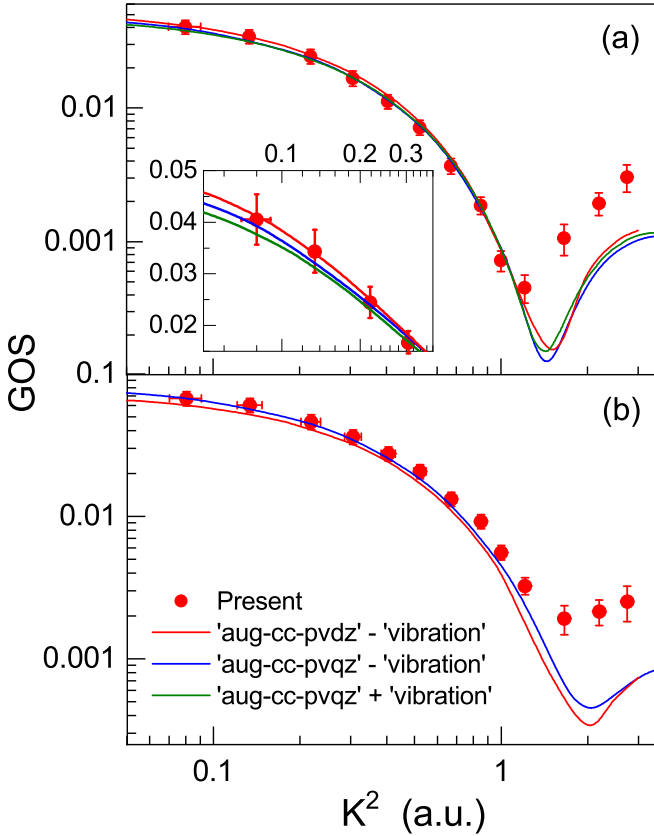 (a)
0.01
0.001
0.1 0.2 0.3
0.05
0.04
0.03
0.02
GOS
0.1
(b)
0.01
0.001
Present
'aug-cc-pvdz' - 'vibration'
'aug-cc-pvqz' - 'vibration'
'aug-cc-pvqz' + 'vibration'
0.1 1
K² (a.u.)